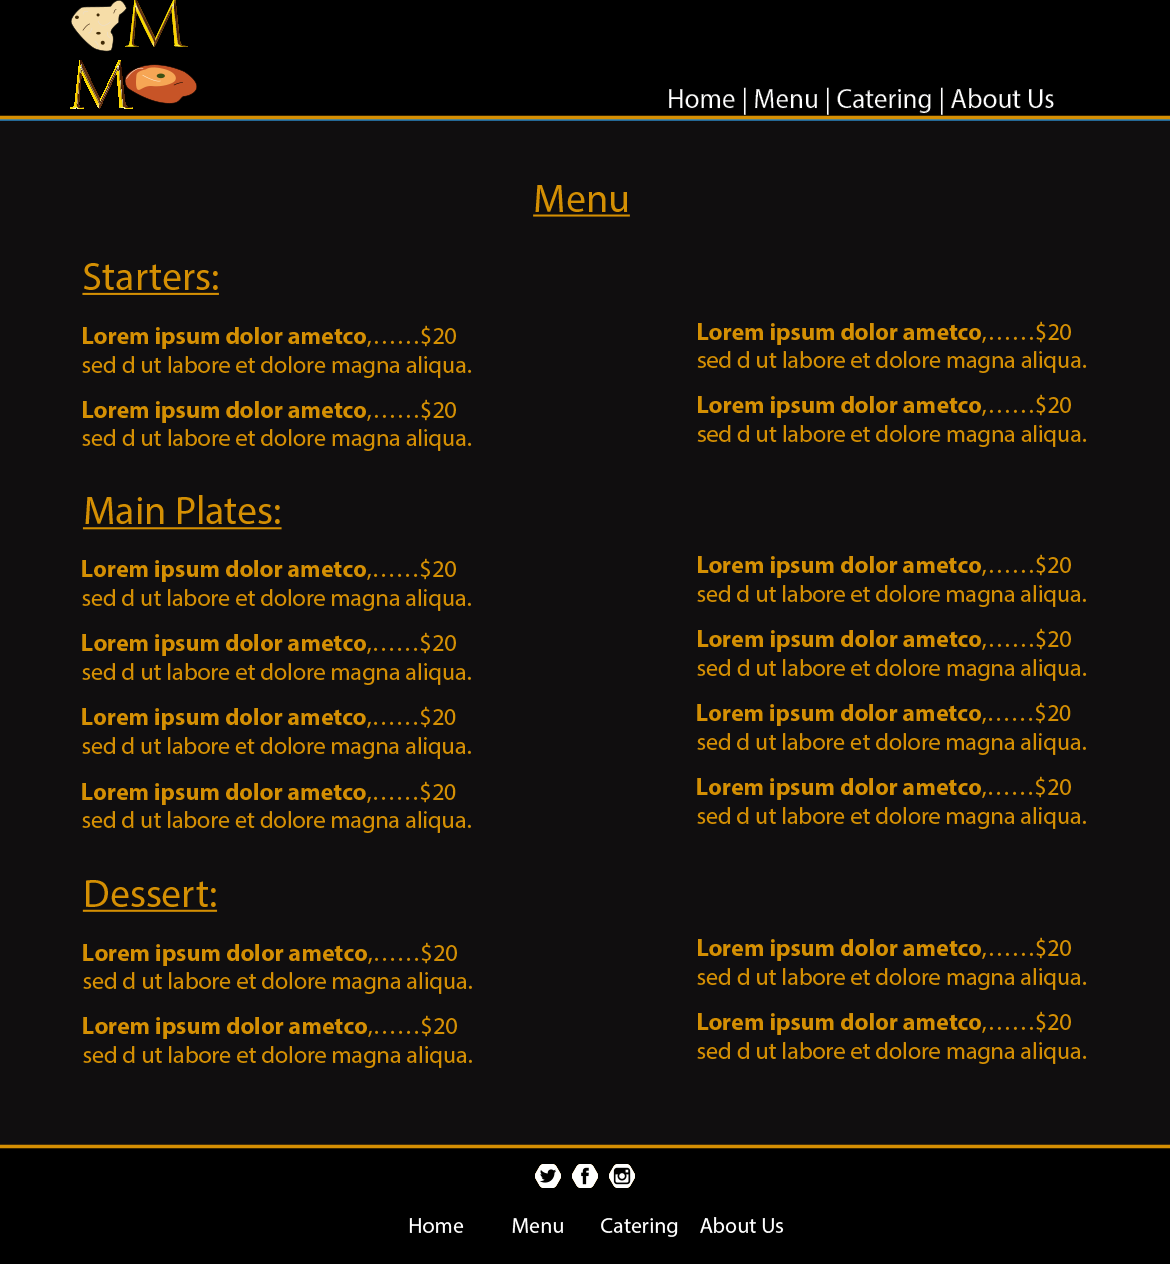 M
M
Home | Menu | Catering | About Us
Menu
Starters:
Lorem ipsum dolor ametco,......$20
sed d ut labore et dolore magna aliqua.
Lorem ipsum dolor ametco,......$20
sed d ut labore et dolore magna aliqua.
Lorem ipsum dolor ametco,......$20
sed d ut labore et dolore magna aliqua.
Lorem ipsum dolor ametco,......$20
sed d ut labore et dolore magna aliqua.
Main Plates:
Lorem ipsum dolor ametco,......$20
sed d ut labore et dolore magna aliqua.
Lorem ipsum dolor ametco,......$20
sed d ut labore et dolore magna aliqua.
Lorem ipsum dolor ametco,......$20
sed d ut labore et dolore magna aliqua.
Lorem ipsum dolor ametco,......$20
sed d ut labore et dolore magna aliqua.
Lorem ipsum dolor ametco,......$20
sed d ut labore et dolore magna aliqua.
Lorem ipsum dolor ametco,......$20
sed d ut labore et dolore magna aliqua.
Lorem ipsum dolor ametco,......$20
sed d ut labore et dolore magna aliqua.
Lorem ipsum dolor ametco,......$20
sed d ut labore et dolore magna aliqua.
Dessert:
Lorem ipsum dolor ametco,......$20
sed d ut labore et dolore magna aliqua.
Lorem ipsum dolor ametco,......$20
sed d ut labore et dolore magna aliqua.
Lorem ipsum dolor ametco,......$20
sed d ut labore et dolore magna aliqua.
Lorem ipsum dolor ametco,......$20
sed d ut labore et dolore magna aliqua.
Home Menu Catering About Us